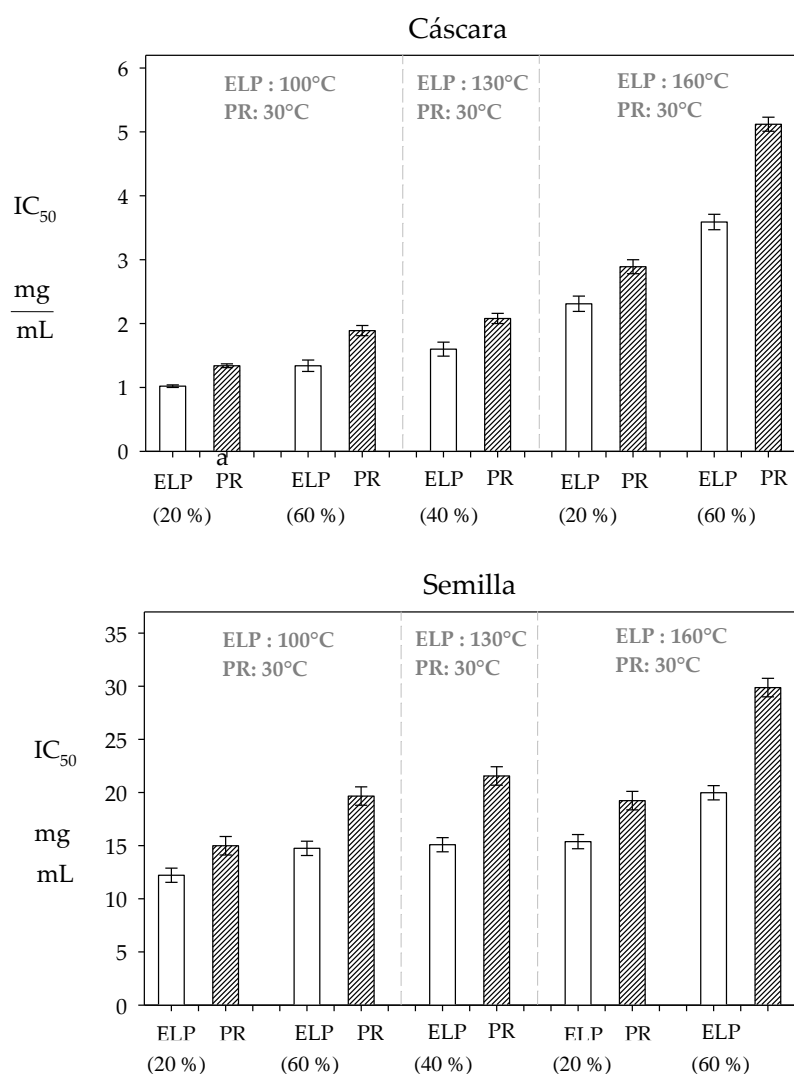 Cáscara
6
5
4
3
2
1
0
IC50
mg
mL
ELP : 100°C
PR: 30°C
ELP : 130°C
PR: 30°C
ELP : 160°C
PR: 30°C
a
ELP PR ELP PR ELP PR ELP PR ELP PR
(20 %) (60 %) (40 %) (20 %) (60 %)
Semilla
35
30
25
20
15
10
5
0
IC50
mg
mL
ELP : 100°C
PR: 30°C
ELP : 130°C
PR: 30°C
ELP : 160°C
PR: 30°C
ELP PR ELP PR ELP PR ELP PR ELP
(20 %) (60 %) (40 %) (20 %) (60 %)